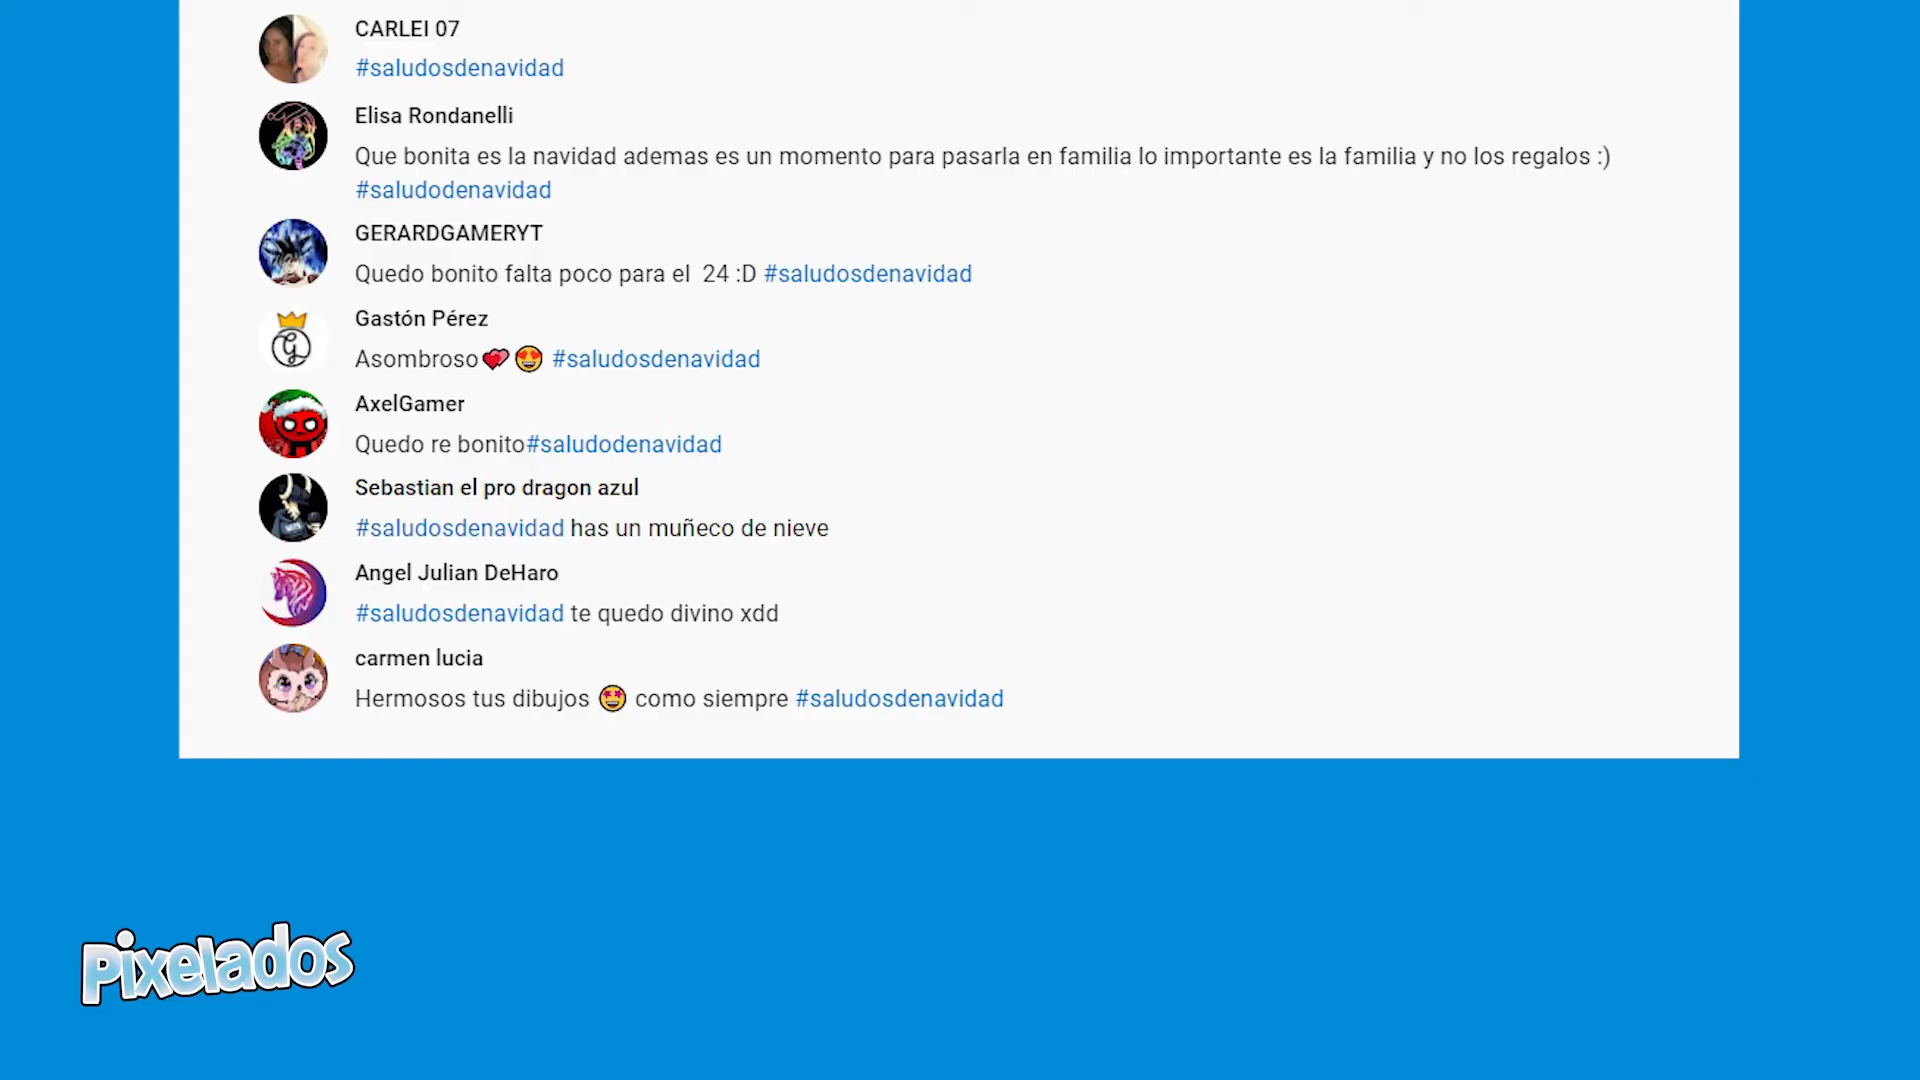 CARLEI 07
#saludosdenavidad
Elisa Rondanelli
Que bonita es la navidad ademas es un momento para pasarla en familia lo importante es la familia y no los regalos :)
#saludodenavidad
GERARDGAMERYT
Quedo bonito falta poco para el  24 :D #saludosdenavidad
Gastón Pérez
Asombroso💕😍 #saludosdenavidad
AxelGamer
Quedo re bonito#saludodenavidad
Sebastian el pro dragon azul
#saludosdenavidad has un muñeco de nieve
Angel Julian DeHaro
#saludosdenavidad te quedo divino xdd
carmen lucia
Hermosos tus dibujos 🤩 como siempre #saludosdenavidad
Pixelados